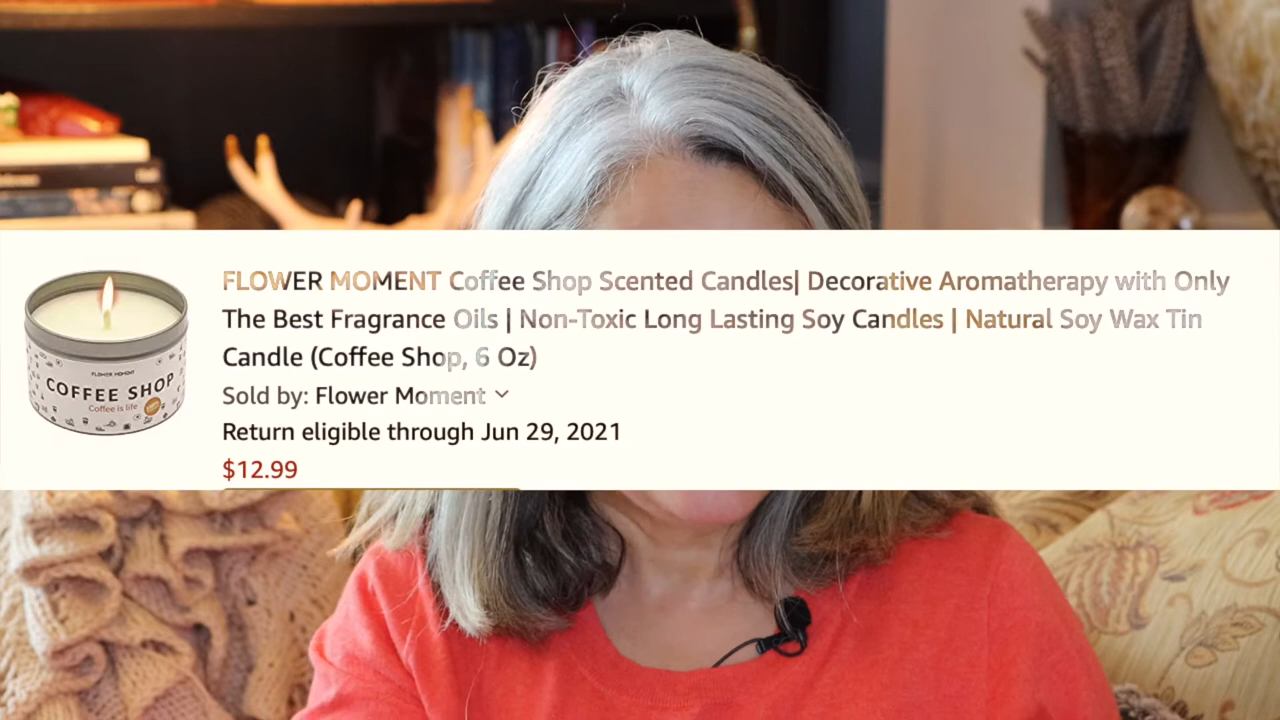 FLOWER MOMENT Coffee Shop Scented Candles| Decorative Aromatherapy with Only
The Best Fragrance Oils | Non-Toxic Long Lasting Soy Candles | Natural Soy Wax Tin
Candle (Coffee Shop, 6 Oz)
Sold by: Flower Moment
Return eligible through Jun 29, 2021
$12.99
FLOWER MOMENT
COFFEE SHOP
Coffee is life